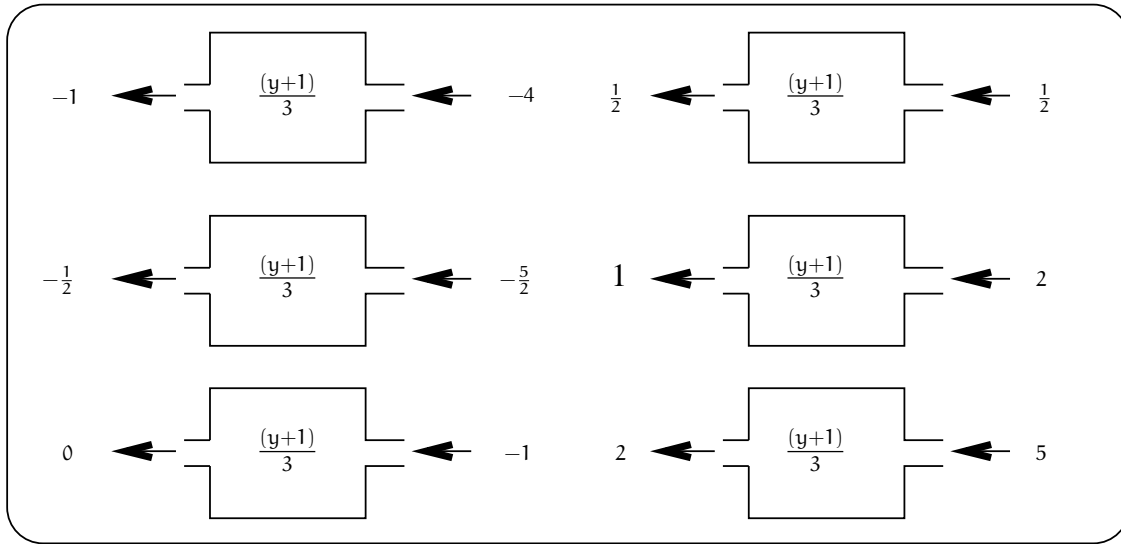 −1 (y+1)/3 −4 1/2 (y+1)/3 1/2
−1/2 (y+1)/3 −5/2 1 (y+1)/3 2
0 (y+1)/3 −1 2 (y+1)/3 5